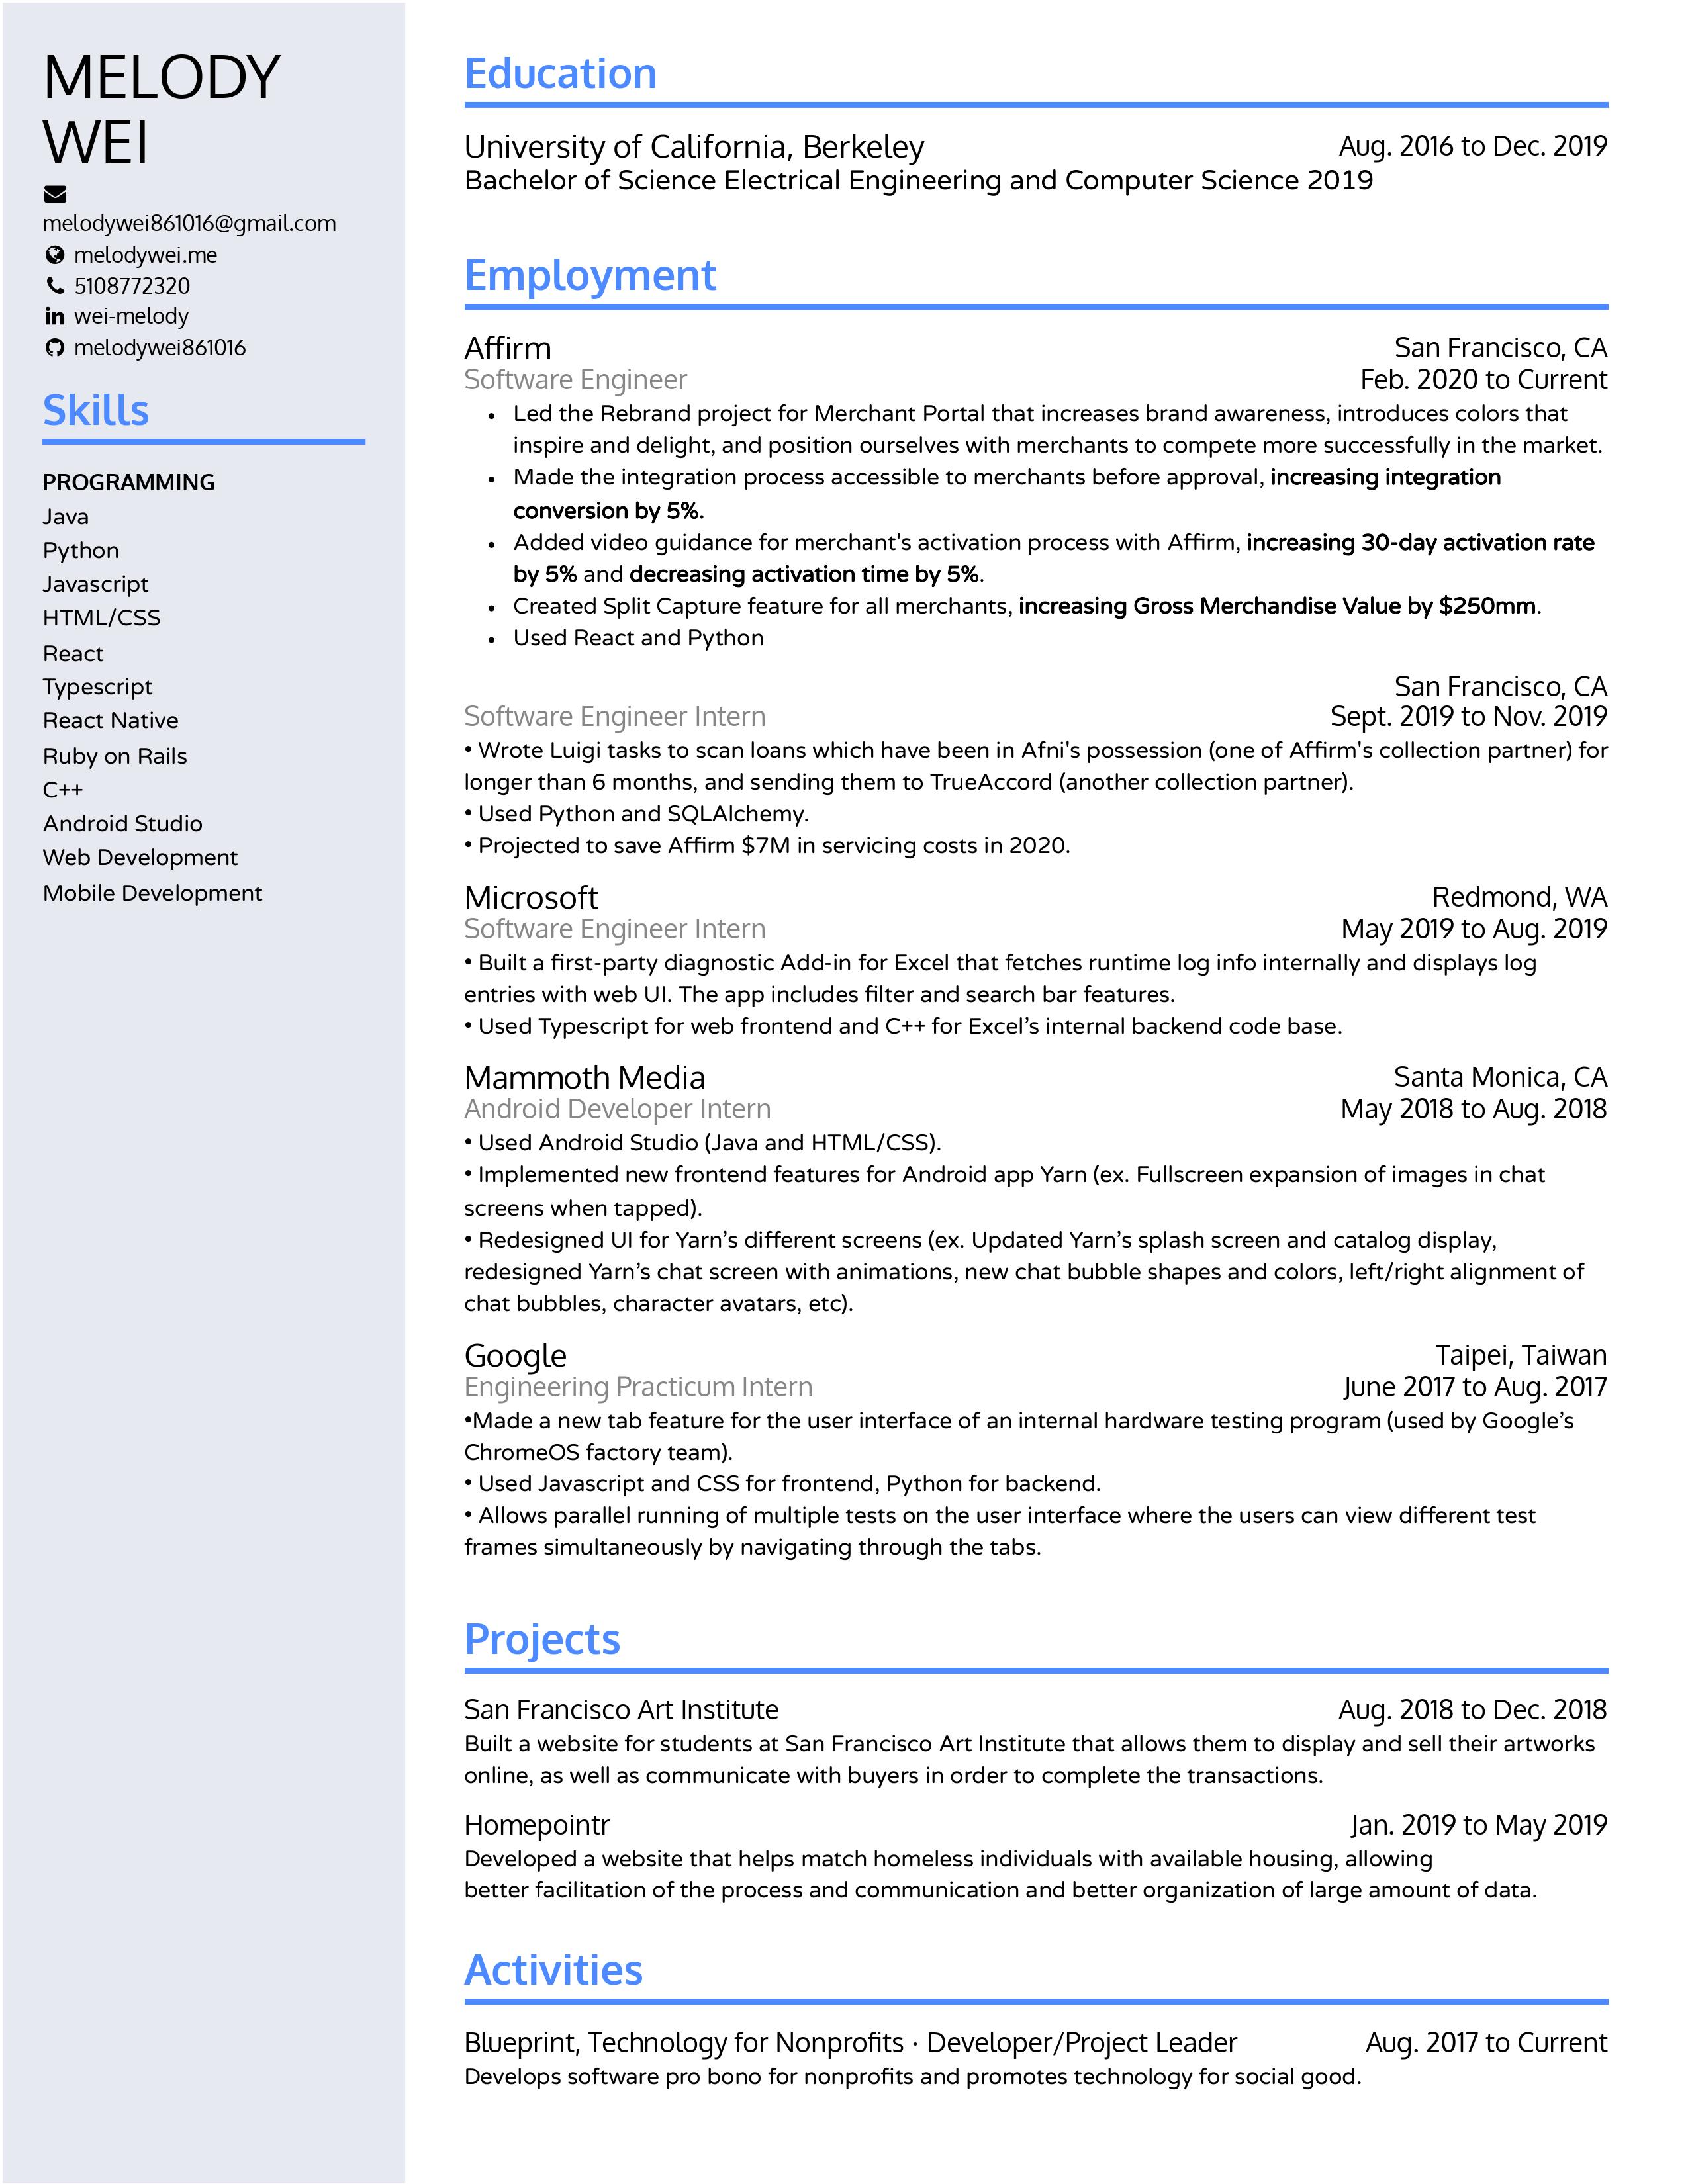 MELODY
WEI
melodywei861016@gmail.com
melodywei.me
5108772320
wei-melody
melodywei861016
Skills
PROGRAMMING
Java
Python
Javascript
HTML/CSS
React
Typescript
React Native
Ruby on Rails
C++
Android Studio
Web Development
Mobile Development
Education
University of California, Berkeley Aug. 2016 to Dec. 2019
Bachelor of Science Electrical Engineering and Computer Science 2019
Employment
Affirm San Francisco, CA
Software Engineer Feb. 2020 to Current
• Led the Rebrand project for Merchant Portal that increases brand awareness, introduces colors that
inspire and delight, and position ourselves with merchants to compete more successfully in the market.
• Made the integration process accessible to merchants before approval, increasing integration
conversion by 5%.
• Added video guidance for merchant's activation process with Affirm, increasing 30-day activation rate
by 5% and decreasing activation time by 5%.
• Created Split Capture feature for all merchants, increasing Gross Merchandise Value by $250mm.
• Used React and Python
San Francisco, CA
Software Engineer Intern Sept. 2019 to Nov. 2019
• Wrote Luigi tasks to scan loans which have been in Afni's possession (one of Affirm's collection partner) for
longer than 6 months, and sending them to TrueAccord (another collection partner).
• Used Python and SQLAlchemy.
• Projected to save Affirm $7M in servicing costs in 2020.
Microsoft Redmond, WA
Software Engineer Intern May 2019 to Aug. 2019
• Built a first-party diagnostic Add-in for Excel that fetches runtime log info internally and displays log
entries with web UI. The app includes filter and search bar features.
• Used Typescript for web frontend and C++ for Excel’s internal backend code base.
Mammoth Media Santa Monica, CA
Android Developer Intern May 2018 to Aug. 2018
• Used Android Studio (Java and HTML/CSS).
• Implemented new frontend features for Android app Yarn (ex. Fullscreen expansion of images in chat
screens when tapped).
• Redesigned UI for Yarn’s different screens (ex. Updated Yarn’s splash screen and catalog display,
redesigned Yarn’s chat screen with animations, new chat bubble shapes and colors, left/right alignment of
chat bubbles, character avatars, etc).
Google Taipei, Taiwan
Engineering Practicum Intern June 2017 to Aug. 2017
•Made a new tab feature for the user interface of an internal hardware testing program (used by Google’s
ChromeOS factory team).
• Used Javascript and CSS for frontend, Python for backend.
• Allows parallel running of multiple tests on the user interface where the users can view different test
frames simultaneously by navigating through the tabs.
Projects
San Francisco Art Institute Aug. 2018 to Dec. 2018
Built a website for students at San Francisco Art Institute that allows them to display and sell their artworks
online, as well as communicate with buyers in order to complete the transactions.
Homepointr Jan. 2019 to May 2019
Developed a website that helps match homeless individuals with available housing, allowing
better facilitation of the process and communication and better organization of large amount of data.
Activities
Blueprint, Technology for Nonprofits · Developer/Project Leader Aug. 2017 to Current
Develops software pro bono for nonprofits and promotes technology for social good.